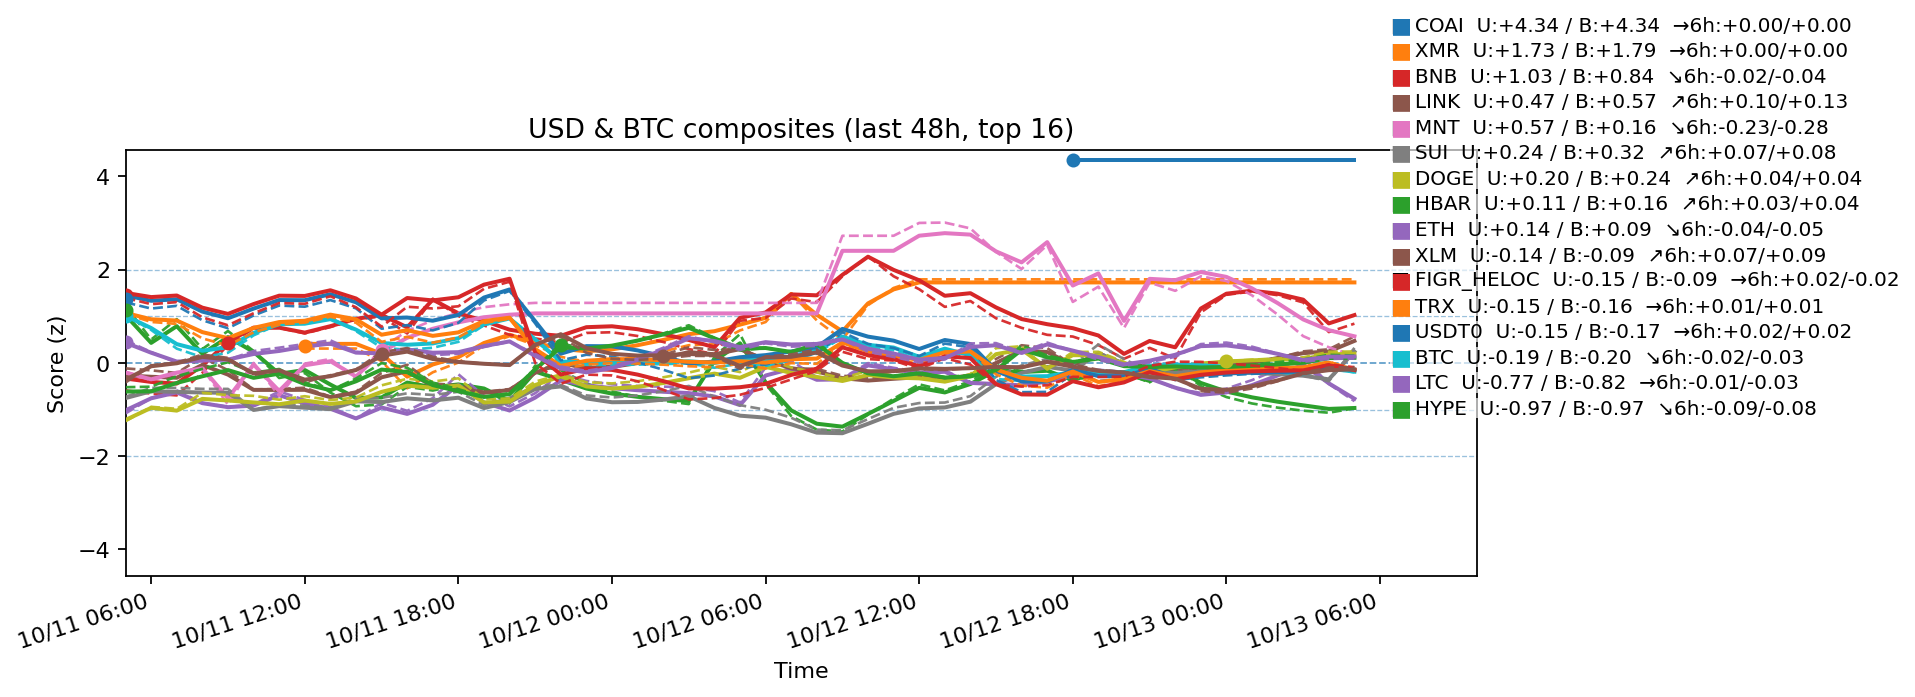 COAI U:+4.34 / B:+4.34 →6h:+0.00/+0.00
XMR U:+1.73 / B:+1.79 →6h:+0.00/+0.00
BNB U:+1.03 / B:+0.84 ↘6h:-0.02/-0.04
LINK U:+0.47 / B:+0.57 ↗6h:+0.10/+0.13
MNT U:+0.57 / B:+0.16 ↘6h:-0.23/-0.28
SUI U:+0.24 / B:+0.32 ↗6h:+0.07/+0.08
DOGE U:+0.20 / B:+0.24 ↗6h:+0.04/+0.04
HBAR U:+0.11 / B:+0.16 ↗6h:+0.03/+0.04
ETH U:+0.14 / B:+0.09 ↘6h:-0.04/-0.05
XLM U:-0.14 / B:-0.09 ↗6h:+0.07/+0.09
FIGR_HELOC U:-0.15 / B:-0.09 →6h:+0.02/-0.02
TRX U:-0.15 / B:-0.16 →6h:+0.01/+0.01
USDT0 U:-0.15 / B:-0.17 →6h:+0.02/+0.02
BTC U:-0.19 / B:-0.20 ↘6h:-0.02/-0.03
LTC U:-0.77 / B:-0.82 →6h:-0.01/-0.03
HYPE U:-0.97 / B:-0.97 ↘6h:-0.09/-0.08
USD & BTC composites (last 48h, top 16)
Score (z)
4
2
0
−2
−4
10/11 06:00
10/11 12:00
10/11 18:00
10/12 00:00
10/12 06:00
10/12 12:00
10/12 18:00
10/13 00:00
10/13 06:00
Time